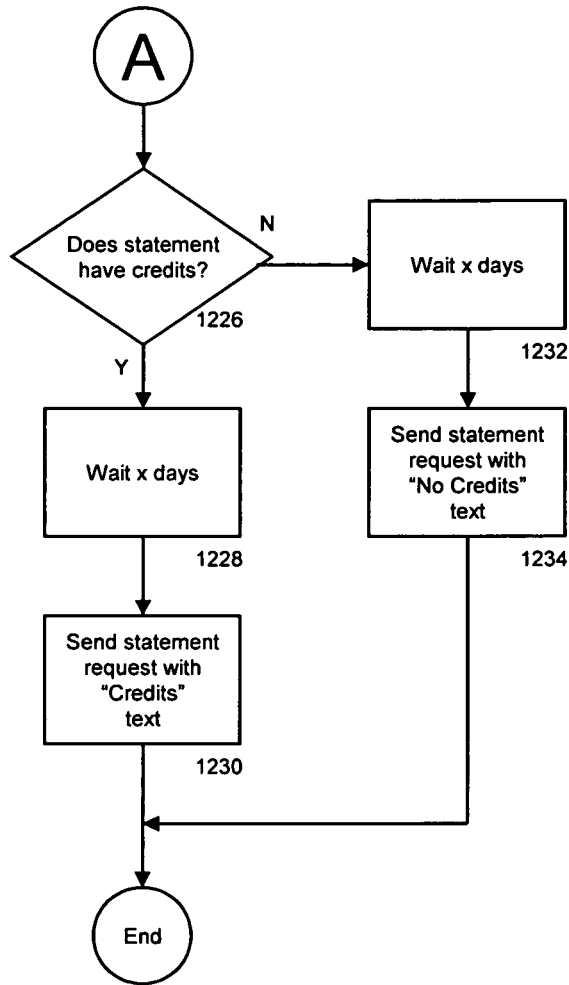 A
Does statement
have credits?
N
1226
Y
Wait x days
1232
Wait x days
1228
Send statement
request with
"No Credits"
text
1234
Send statement
request with
“Credits”
text
1230
End